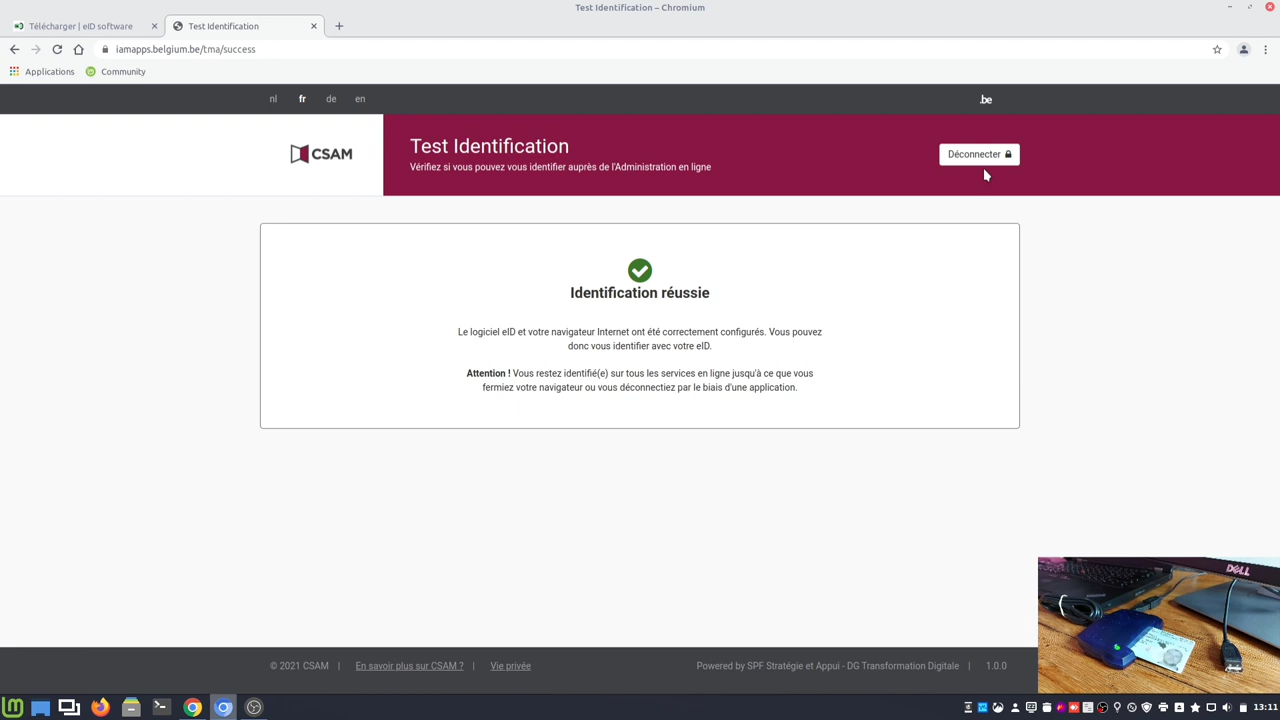 Test Identification – Chromium
Télécharger | eID software
Test Identification
iamapps.belgium.be/tma/success
Applications
Community
nl fr de en
.be
CSAM
Test Identification
Vérifiez si vous pouvez vous identifier auprès de l'Administration en ligne
Déconnecter
Identification réussie
Le logiciel eID et votre navigateur Internet ont été correctement configurés. Vous pouvez
donc vous identifier avec votre eID.
Attention ! Vous restez identifié(e) sur tous les services en ligne jusqu'à ce que vous
fermiez votre navigateur ou vous déconnectiez par le biais d'une application.
© 2021 CSAM | En savoir plus sur CSAM ? | Vie privée
Powered by SPF Stratégie et Appui - DG Transformation Digitale | 1.0.0
DELL
13:11